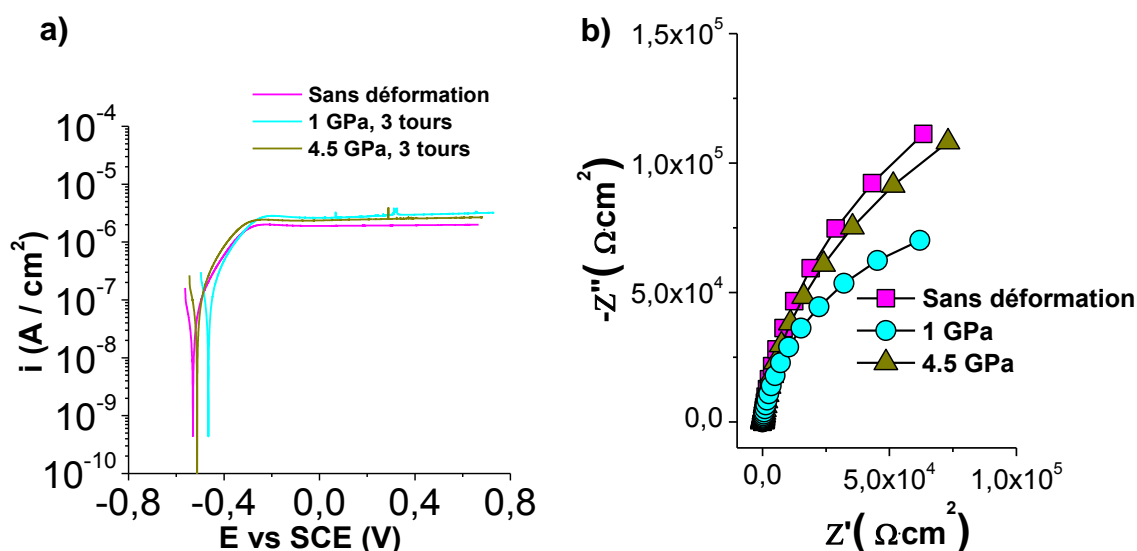 a)
Sans déformation
1 GPa, 3 tours
4.5 GPa, 3 tours
10⁻⁴
10⁻⁵
10⁻⁶
10⁻⁷
10⁻⁸
10⁻⁹
10⁻¹⁰
i (A / cm²)
-0,8 -0,4 0,0 0,4 0,8
E vs SCE (V)
b)
1,5x10⁵
1,0x10⁵
5,0x10⁴
0,0
-Z''( Ω.cm²)
Sans déformation
1 GPa
4.5 GPa
0,0 5,0x10⁴ 1,0x10⁵
Z'( Ω.cm²)